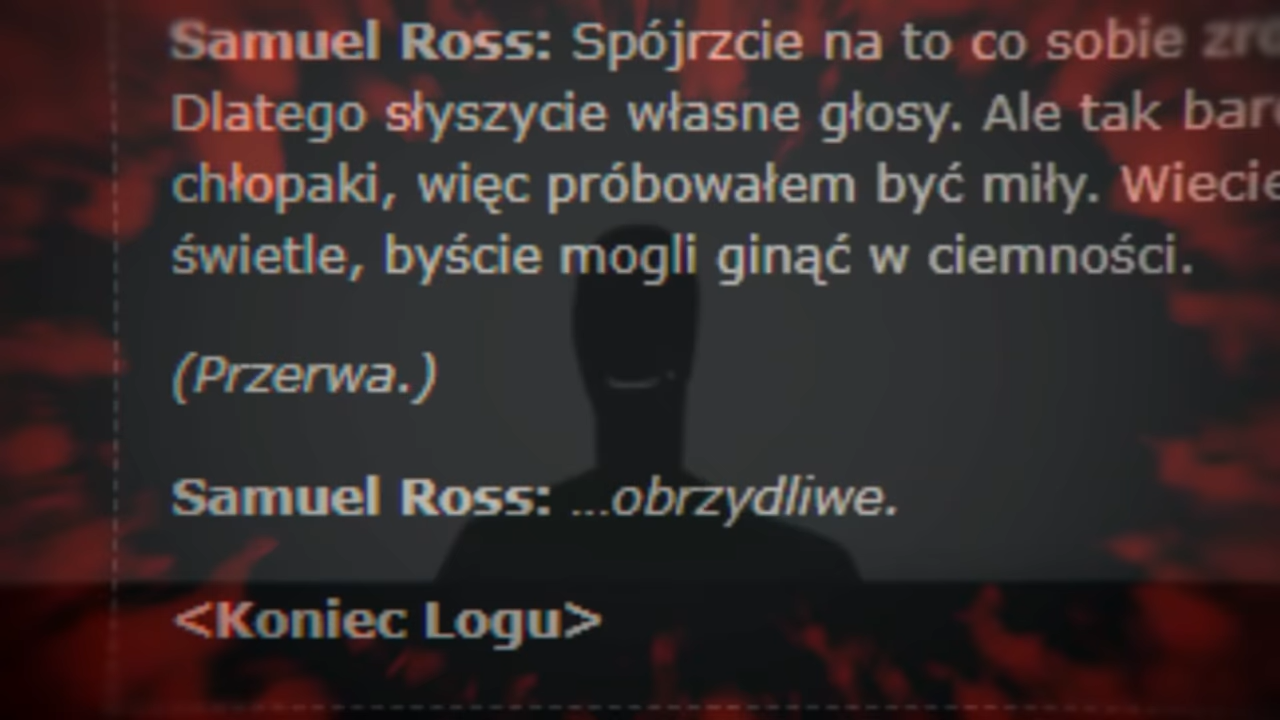 Samuel Ross: Spójrzcie na to co sobie
Dlatego słyszycie własne głosy. Ale tak
chłopaki, więc próbowałem być miły. Wiecie
świetle, byście mogli ginąć w ciemności.
(Przerwa.)
Samuel Ross: ...obrzydliwe.
<Koniec Logu>